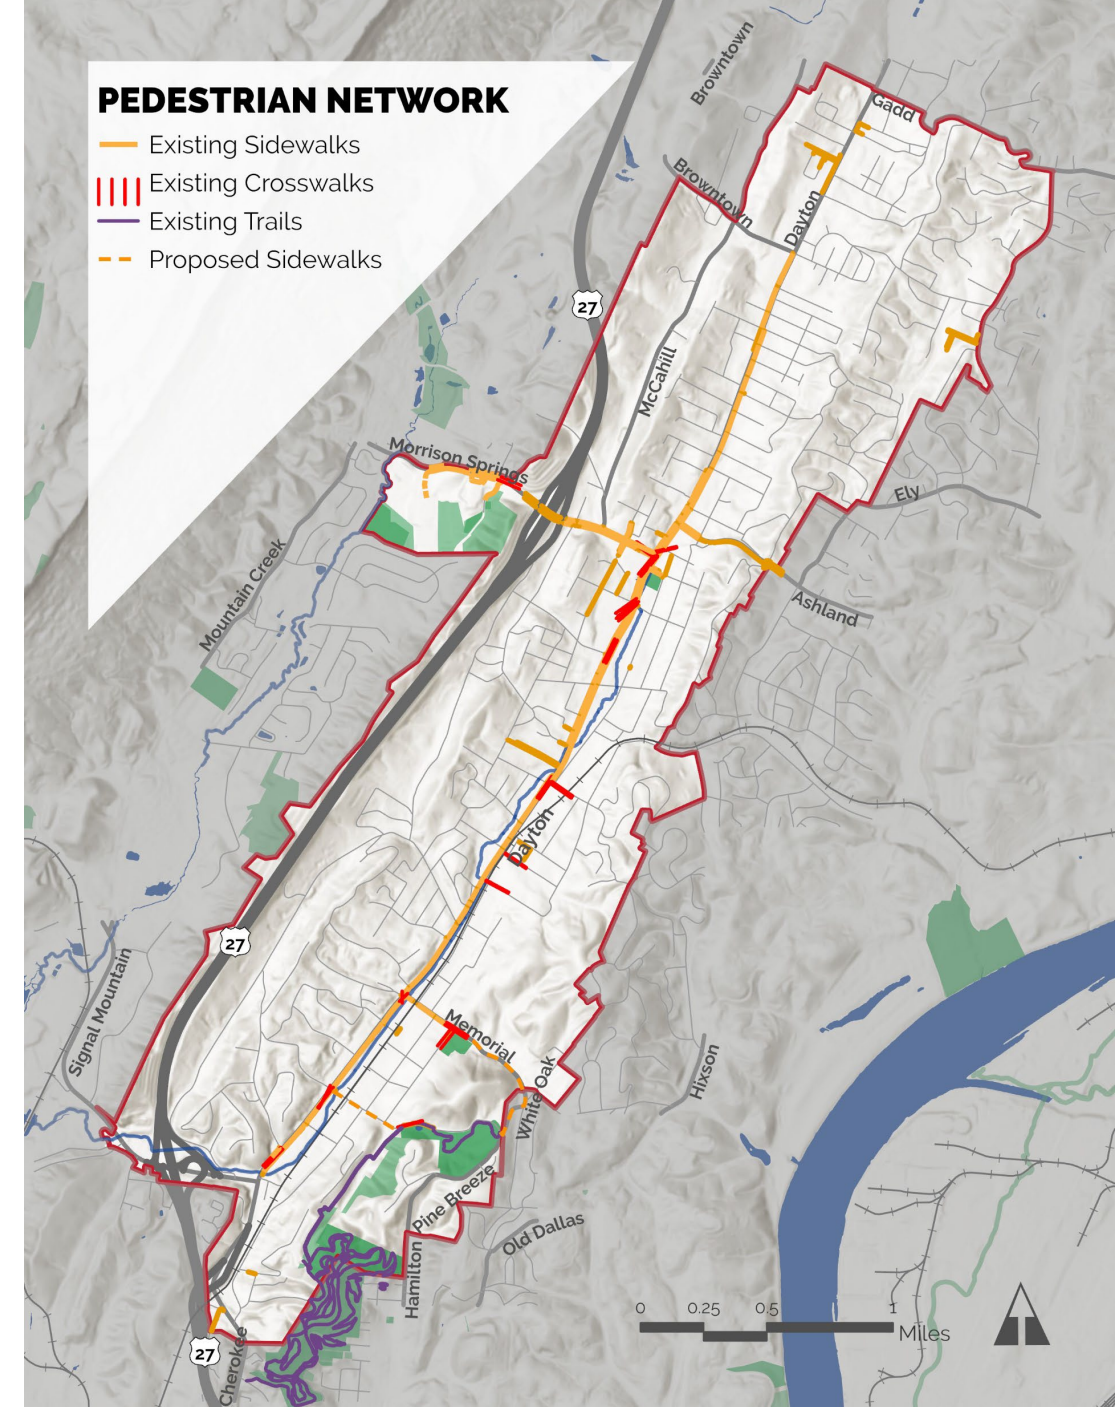 PEDESTRIAN NETWORK
Existing Sidewalks
Existing Crosswalks
Existing Trails
Proposed Sidewalks
Browntown
Gadd
Browntown
Dayton
27
McCahill
Morrison Springs
Ely
Mountain Creek
Ashland
Dayton
27
Signal Mountain
Memorial
White Oak
Hixson
Pine Breeze
Old Dallas
Hamilton
0 0.25 0.5 1
Miles
27
Cherokee